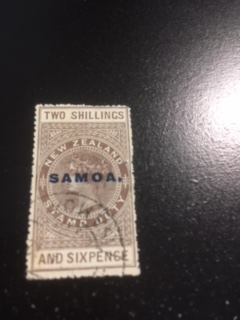 TWO SHILLINGS
NEW ZEALAND
SAMOA.
STAMP DUTY
AND SIXPENCE